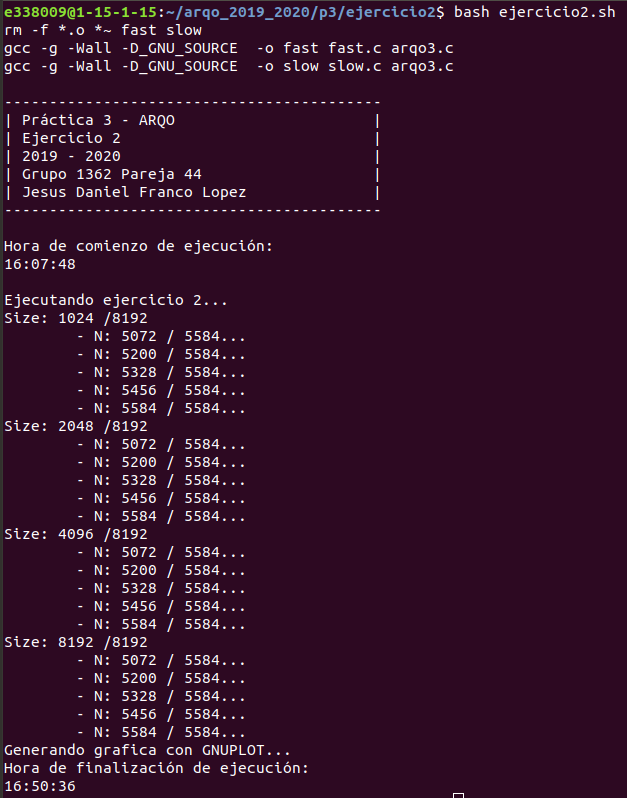 e338009@1-15-1-15:~/arqo_2019_2020/p3/ejercicio2$ bash ejercicio2.sh
rm -f *.o *~ fast slow
gcc -g -Wall -D_GNU_SOURCE  -o fast fast.c arqo3.c
gcc -g -Wall -D_GNU_SOURCE  -o slow slow.c arqo3.c
------------------------------------------
| Práctica 3 - ARQO                      |
| Ejercicio 2                            |
| 2019 - 2020                            |
| Grupo 1362 Pareja 44                   |
| Jesus Daniel Franco Lopez              |
------------------------------------------
Hora de comienzo de ejecución:
16:07:48
Ejecutando ejercicio 2...
Size: 1024 /8192
        - N: 5072 / 5584...
        - N: 5200 / 5584...
        - N: 5328 / 5584...
        - N: 5456 / 5584...
        - N: 5584 / 5584...
Size: 2048 /8192
        - N: 5072 / 5584...
        - N: 5200 / 5584...
        - N: 5328 / 5584...
        - N: 5456 / 5584...
        - N: 5584 / 5584...
Size: 4096 /8192
        - N: 5072 / 5584...
        - N: 5200 / 5584...
        - N: 5328 / 5584...
        - N: 5456 / 5584...
        - N: 5584 / 5584...
Size: 8192 /8192
        - N: 5072 / 5584...
        - N: 5200 / 5584...
        - N: 5328 / 5584...
        - N: 5456 / 5584...
        - N: 5584 / 5584...
Generando grafica con GNUPLOT...
Hora de finalización de ejecución:
16:50:36